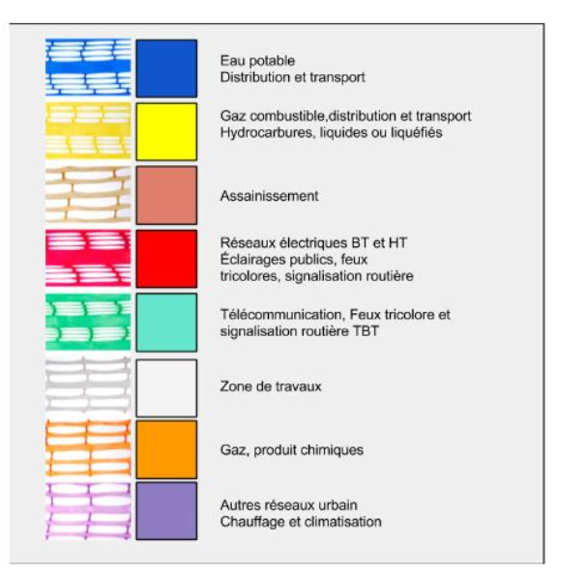 Eau potable
Distribution et transport
Gaz combustible,distribution et transport
Hydrocarbures, liquides ou liquéfiés
Assainissement
Réseaux électriques BT et HT
Éclairages publics, feux
tricolores, signalisation routière
Télécommunication, Feux tricolore et
signalisation routière TBT
Zone de travaux
Gaz, produit chimiques
Autres réseaux urbain
Chauffage et climatisation